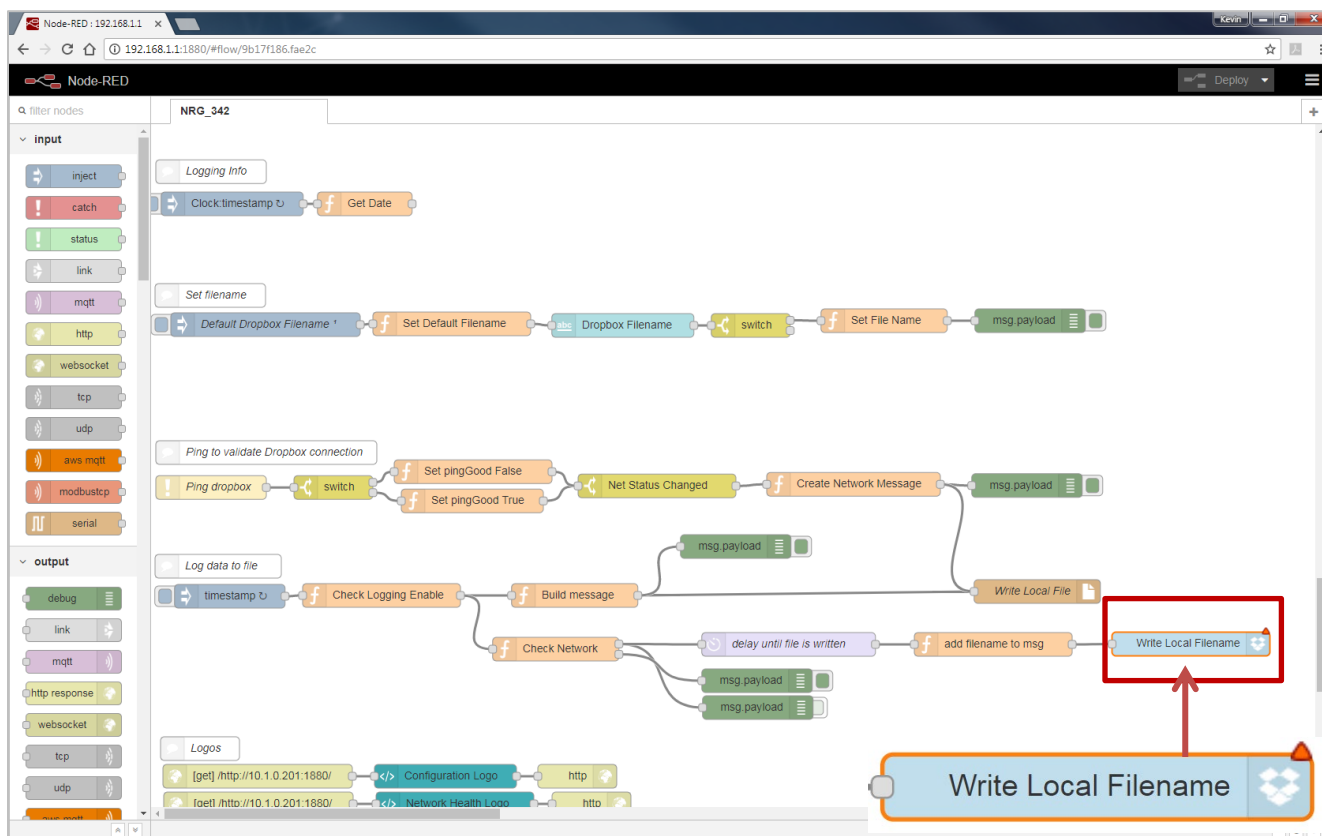 Node-RED : 192.168.1.1
Kevin
192.168.1.1:1880/#flow/9b17f186.fae2c
Node-RED
Deploy
filter nodes
NRG_342
input
inject
catch
status
link
mqtt
http
websocket
tcp
udp
aws mqtt
modbustcp
serial
output
debug
link
mqtt
http response
websocket
tcp
udp
aws mqtt
Logging Info
Clock:timestamp ↻
f Get Date
Set filename
Default Dropbox Filename ¹
f Set Default Filename
abc Dropbox Filename
switch
f Set File Name
msg.payload
Ping to validate Dropbox connection
Ping dropbox
switch
f Set pingGood False
f Set pingGood True
Net Status Changed
f Create Network Message
msg.payload
msg.payload
Log data to file
timestamp ↻
f Check Logging Enable
f Build message
Write Local File
f Check Network
delay until file is written
f add filename to msg
Write Local Filename
msg.payload
msg.payload
Logos
[get] /http://10.1.0.201:1880/
</> Configuration Logo
http
[get] /http://10.1.0.201:1880/
</> Network Health Logo
http
Write Local Filename